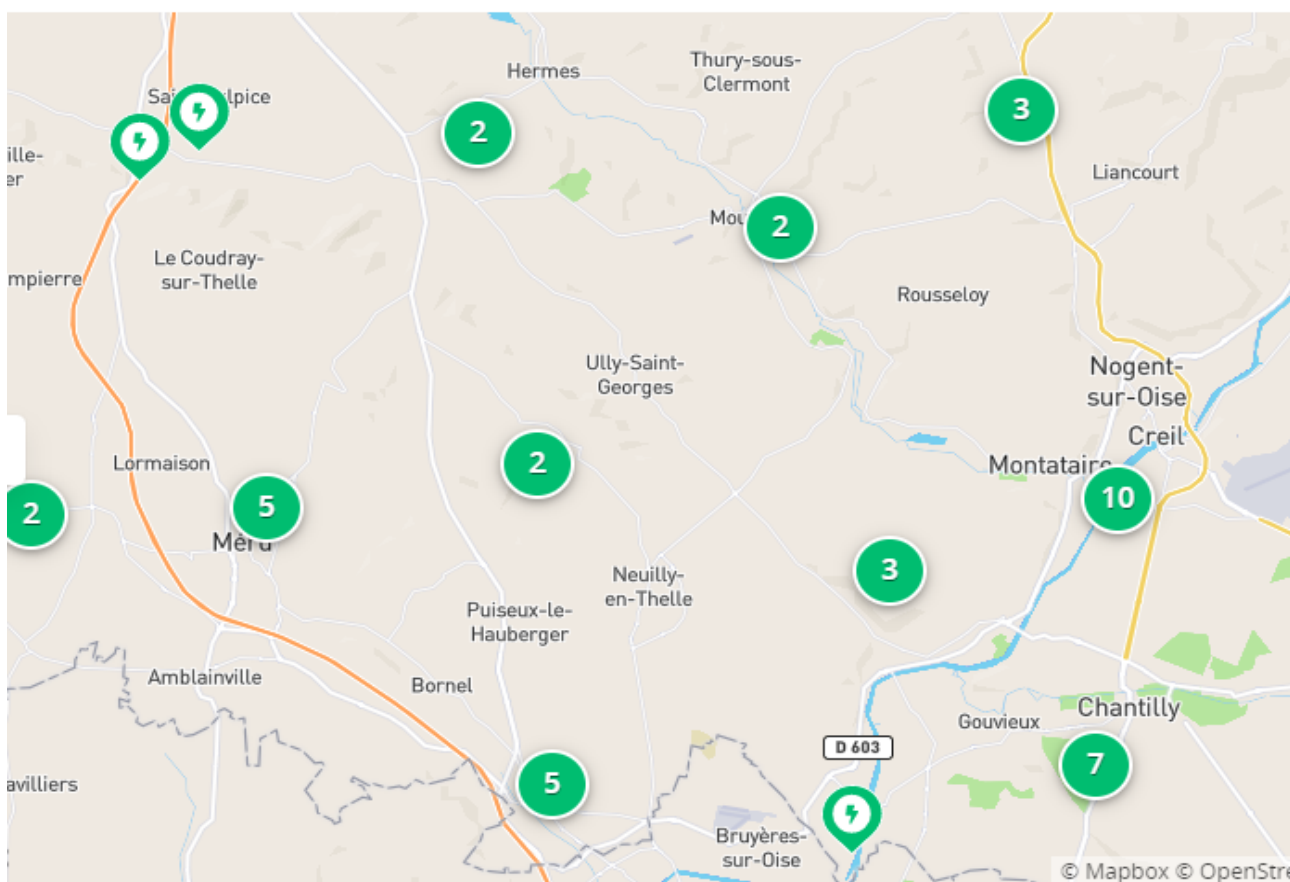 Hermes
Thury-sous-
Clermont
3
2
Liancourt
2
Le Coudray-
sur-Thelle
Rousseloy
Ully-Saint-
Georges
Nogent-
sur-Oise
Creil
Lormaison
2
Montataire
10
2
5
Méru
3
Neuilly-
en-Thelle
Puiseux-le-
Hauberger
Amblainville
Bornel
Chantilly
Gouvieux
D 603
7
5
Bruyères-
sur-Oise
© Mapbox © OpenStre